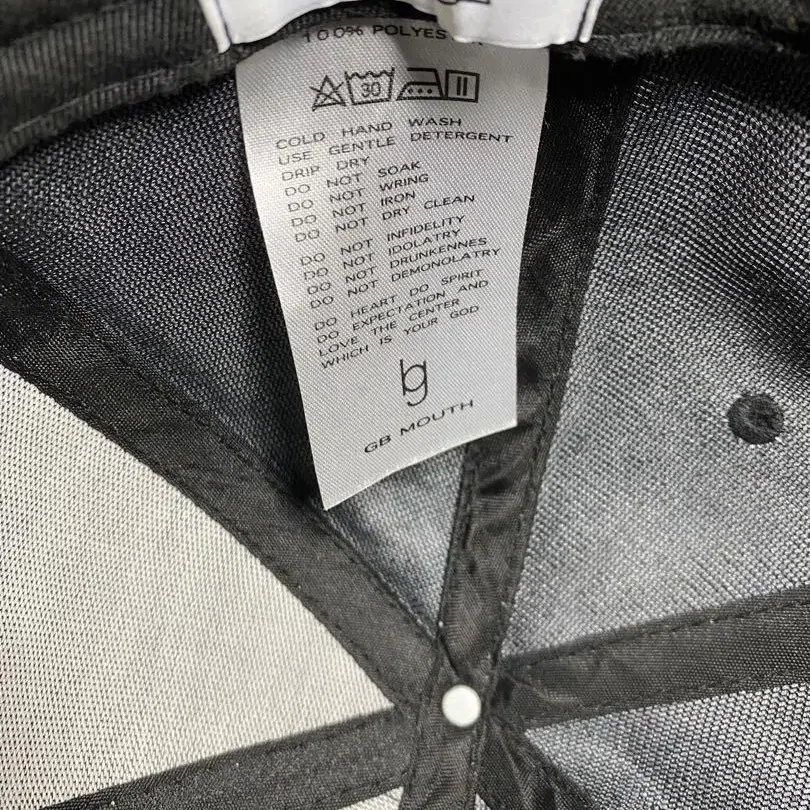 100% POLYESTER
30
COLD HAND WASH
USE GENTLE DETERGENT
DRIP DRY
DO NOT SOAK
DO NOT WRING
DO NOT IRON
DO NOT DRY CLEAN
DO NOT INFIDELITY
DO NOT IDOLATRY
DO NOT DRUNKENNES
DO NOT DEMONOLATRY
DO HEART DO SPIRIT
DO EXPECTATION AND
LOVE THE CENTER
WHICH IS YOUR GOD
GB MOUTH